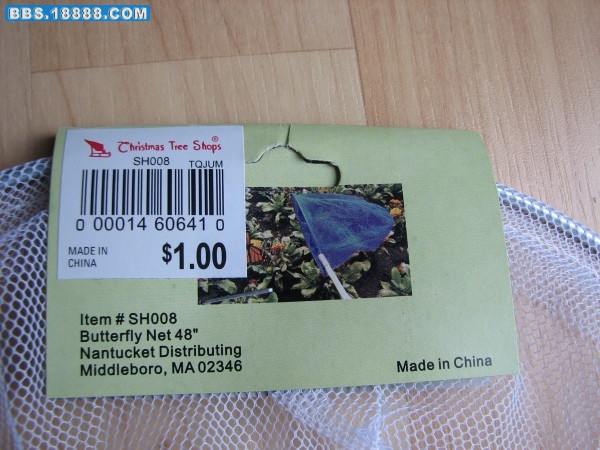 BBS.18888.COM
Christmas Tree Shops®
SH008 TQJUM
0 00014 60641 0
MADE IN
CHINA
$1.00
Item # SH008
Butterfly Net 48"
Nantucket Distributing
Middleboro, MA 02346
Made in China